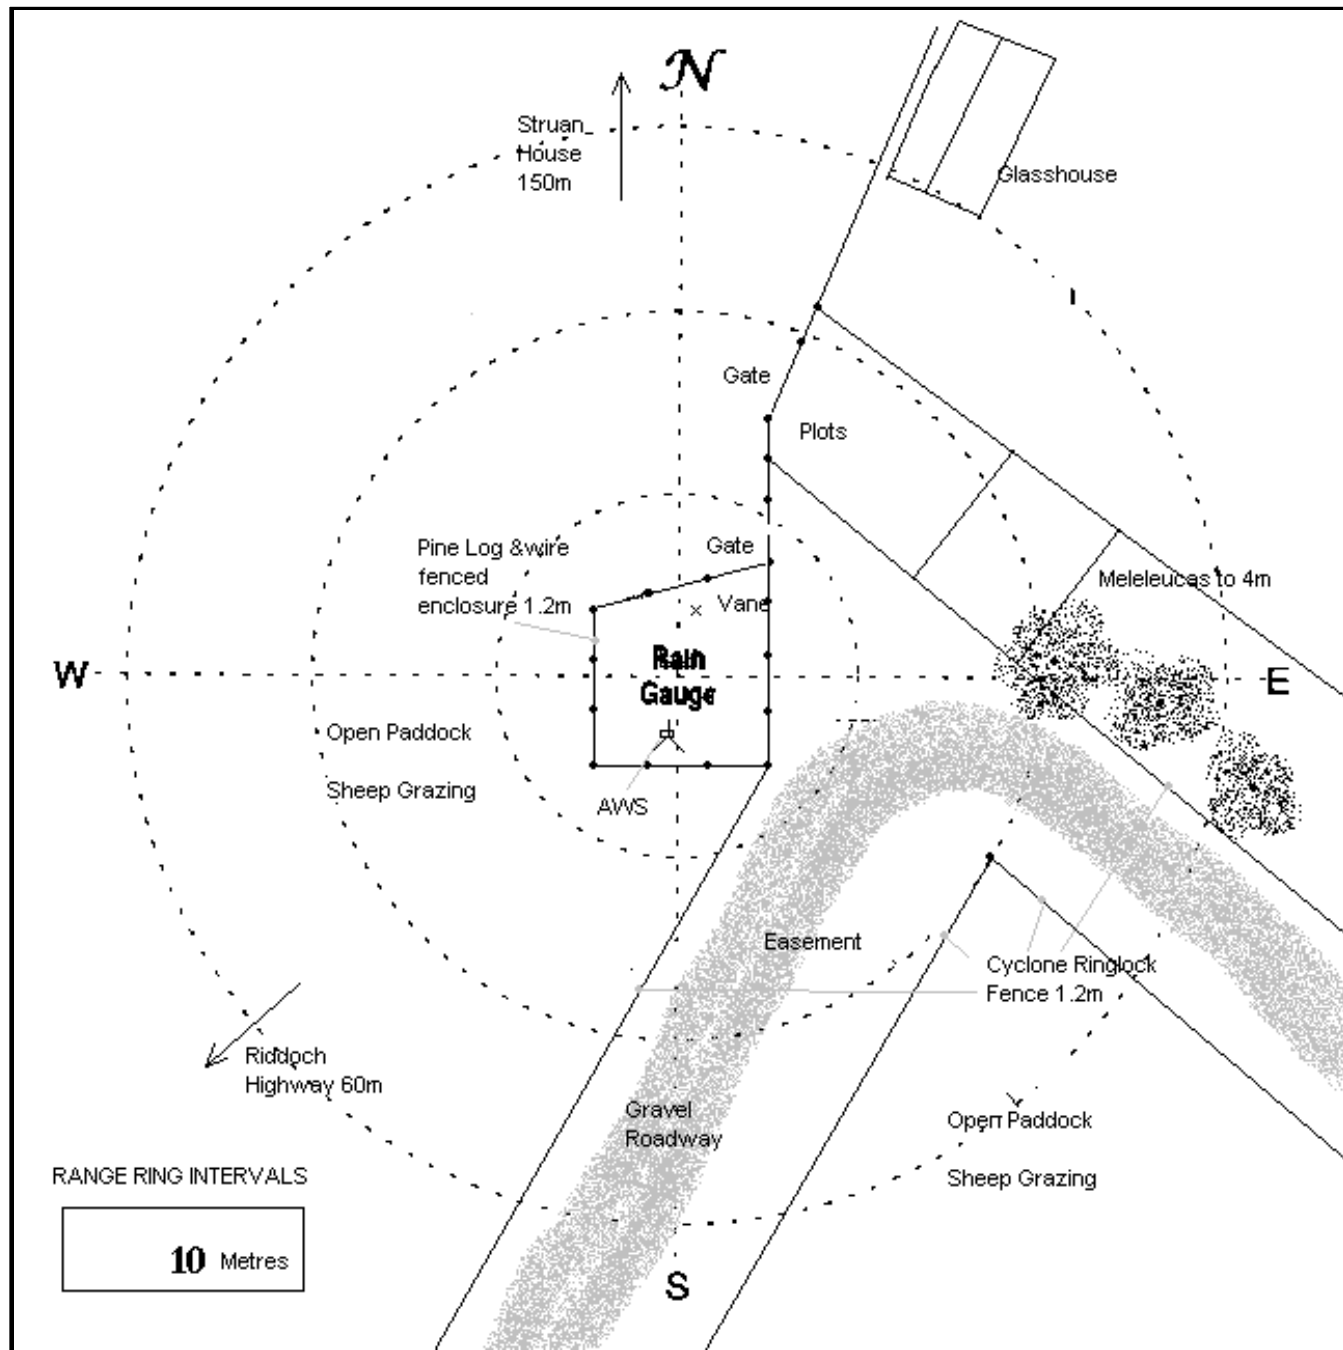 N
Struan
House
150m
Glasshouse
Gate
Plots
Pine Log &wire
fenced
enclosure 1.2m
Gate
Vane
Meleleucas to 4m
W
Rain
Gauge
E
Open Paddock
Sheep Grazing
AWS
Easement
Cyclone Ringlock
Fence 1.2m
Riddoch
Highway 60m
Gravel
Roadway
Open Paddock
Sheep Grazing
RANGE RING INTERVALS
10 Metres
S